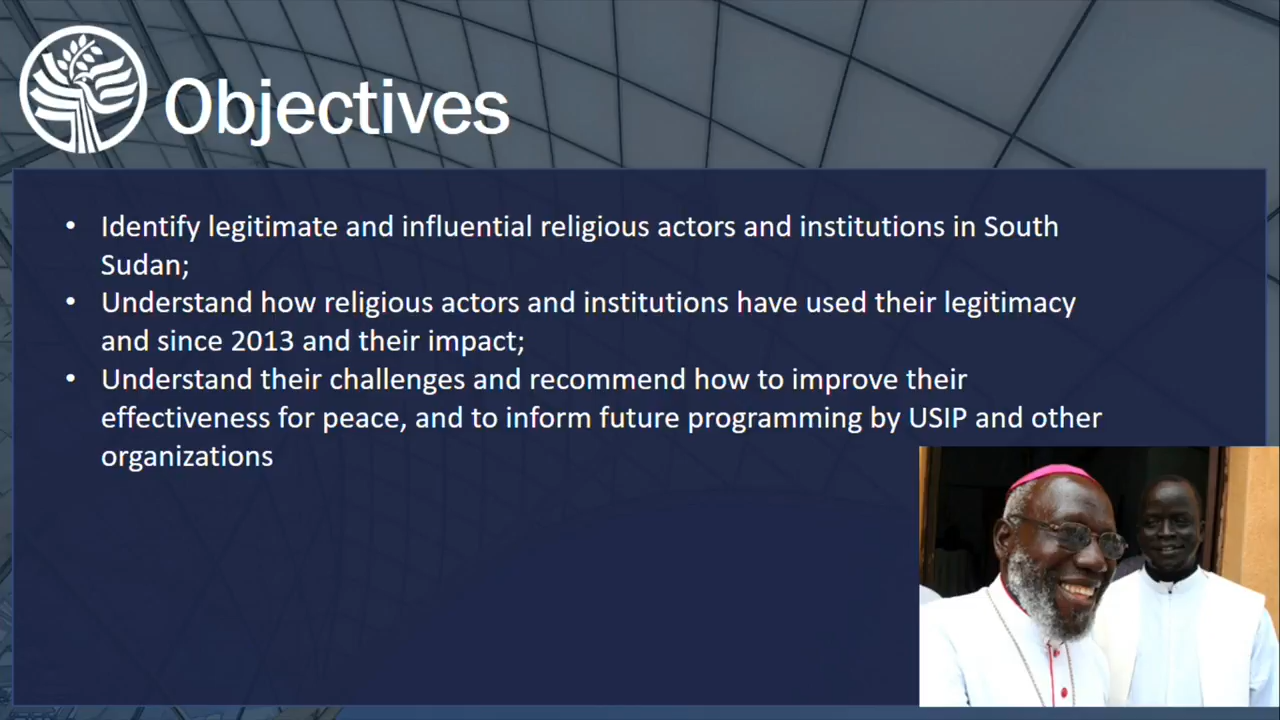 Objectives
• Identify legitimate and influential religious actors and institutions in South
Sudan;
• Understand how religious actors and institutions have used their legitimacy
and since 2013 and their impact;
• Understand their challenges and recommend how to improve their
effectiveness for peace, and to inform future programming by USIP and other
organizations